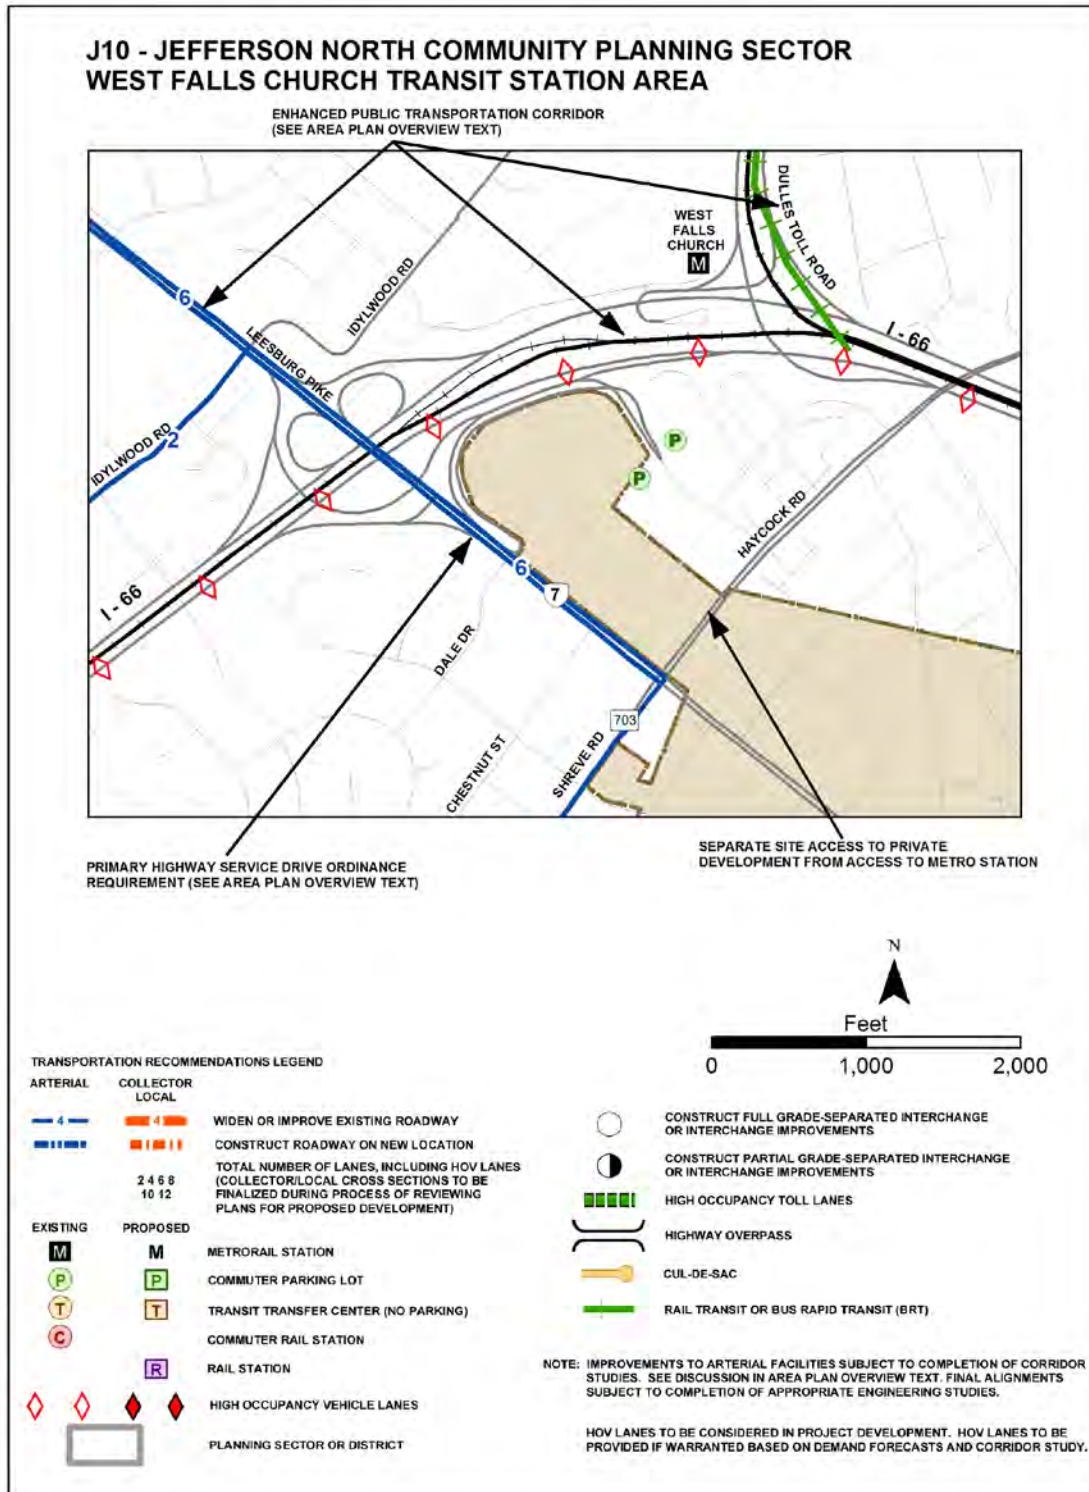 J10 - JEFFERSON NORTH COMMUNITY PLANNING SECTOR
WEST FALLS CHURCH TRANSIT STATION AREA
ENHANCED PUBLIC TRANSPORTATION CORRIDOR
(SEE AREA PLAN OVERVIEW TEXT)
DULLES TOLL ROAD
WEST
FALLS
CHURCH
M
IDYLWOOD RD
6
LEESBURG PIKE
I - 66
IDYLWOOD RD
2
P
P
HAYCOCK RD
I - 66
6
7
DALE DR
703
SHREVE RD
CHESTNUT ST
PRIMARY HIGHWAY SERVICE DRIVE ORDINANCE
REQUIREMENT (SEE AREA PLAN OVERVIEW TEXT)
SEPARATE SITE ACCESS TO PRIVATE
DEVELOPMENT FROM ACCESS TO METRO STATION
N
Feet
0 1,000 2,000
TRANSPORTATION RECOMMENDATIONS LEGEND
ARTERIAL COLLECTOR
LOCAL
4 4 WIDEN OR IMPROVE EXISTING ROADWAY
CONSTRUCT ROADWAY ON NEW LOCATION
TOTAL NUMBER OF LANES, INCLUDING HOV LANES
2 4 6 8 (COLLECTOR/LOCAL CROSS SECTIONS TO BE
10 12 FINALIZED DURING PROCESS OF REVIEWING
PLANS FOR PROPOSED DEVELOPMENT)
EXISTING PROPOSED
M M METRORAIL STATION
P P COMMUTER PARKING LOT
T T TRANSIT TRANSFER CENTER (NO PARKING)
C COMMUTER RAIL STATION
R RAIL STATION
HIGH OCCUPANCY VEHICLE LANES
PLANNING SECTOR OR DISTRICT
CONSTRUCT FULL GRADE-SEPARATED INTERCHANGE
OR INTERCHANGE IMPROVEMENTS
CONSTRUCT PARTIAL GRADE-SEPARATED INTERCHANGE
OR INTERCHANGE IMPROVEMENTS
HIGH OCCUPANCY TOLL LANES
HIGHWAY OVERPASS
CUL-DE-SAC
RAIL TRANSIT OR BUS RAPID TRANSIT (BRT)
NOTE: IMPROVEMENTS TO ARTERIAL FACILITIES SUBJECT TO COMPLETION OF CORRIDOR
STUDIES. SEE DISCUSSION IN AREA PLAN OVERVIEW TEXT. FINAL ALIGNMENTS
SUBJECT TO COMPLETION OF APPROPRIATE ENGINEERING STUDIES.
HOV LANES TO BE CONSIDERED IN PROJECT DEVELOPMENT. HOV LANES TO BE
PROVIDED IF WARRANTED BASED ON DEMAND FORECASTS AND CORRIDOR STUDY.